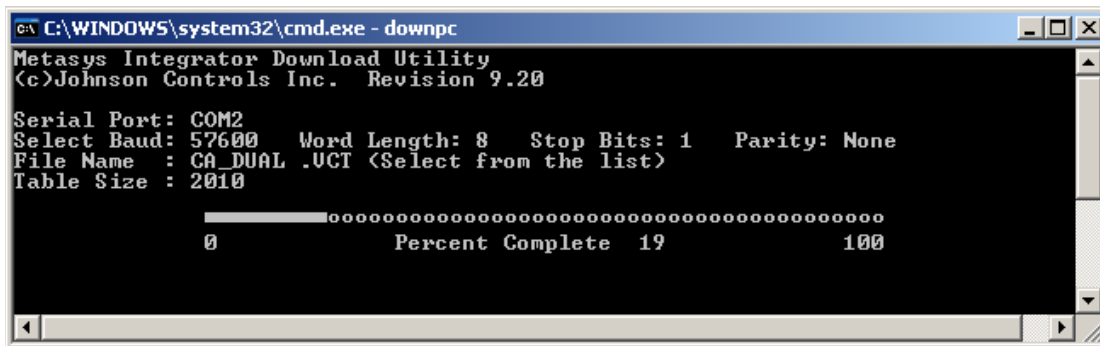 C:\WINDOWS\system32\cmd.exe - downpc
Metasys Integrator Download Utility
(c)Johnson Controls Inc.  Revision 9.20
Serial Port: COM2
Select Baud: 57600   Word Length: 8   Stop Bits: 1   Parity: None
File Name  : CA_DUAL .VCT (Select from the list)
Table Size : 2010
ooooooooooooooooooooooooooooooooooooooooo
0             Percent Complete  19             100